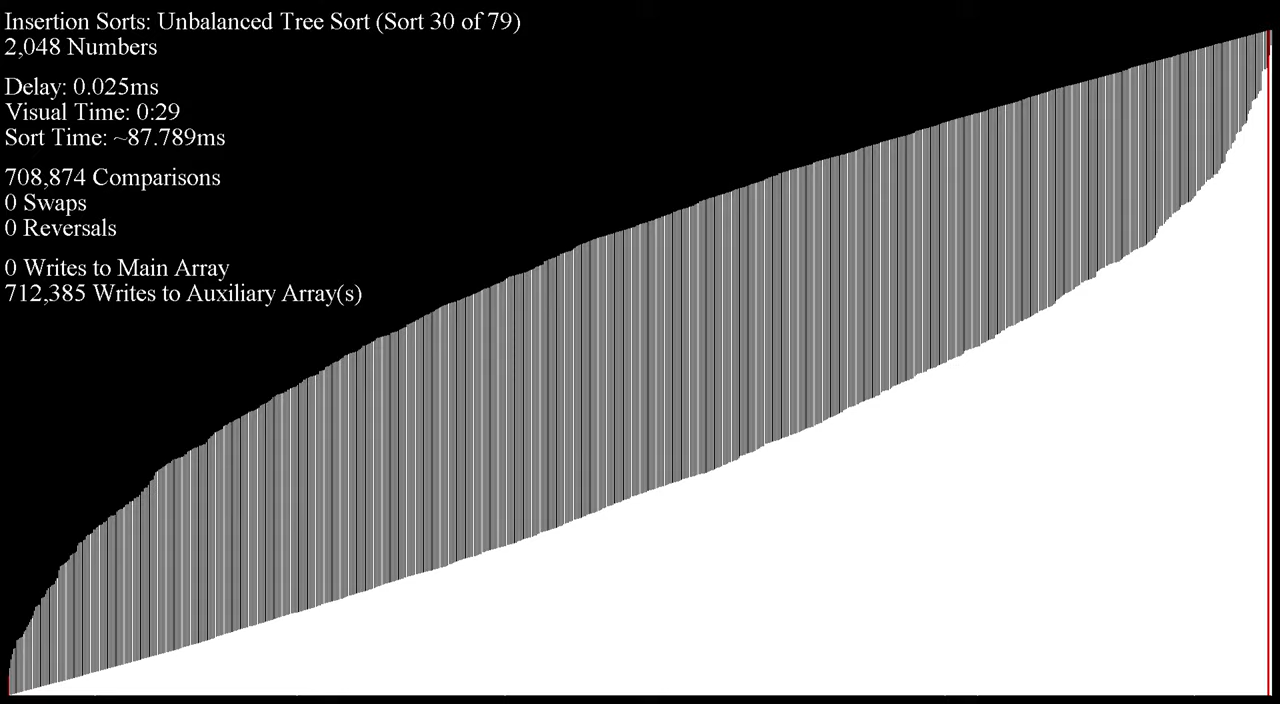 Insertion Sorts: Unbalanced Tree Sort (Sort 30 of 79)
2,048 Numbers
Delay: 0.025ms
Visual Time: 0:29
Sort Time: ~87.789ms
708,874 Comparisons
0 Swaps
0 Reversals
0 Writes to Main Array
712,385 Writes to Auxiliary Array(s)